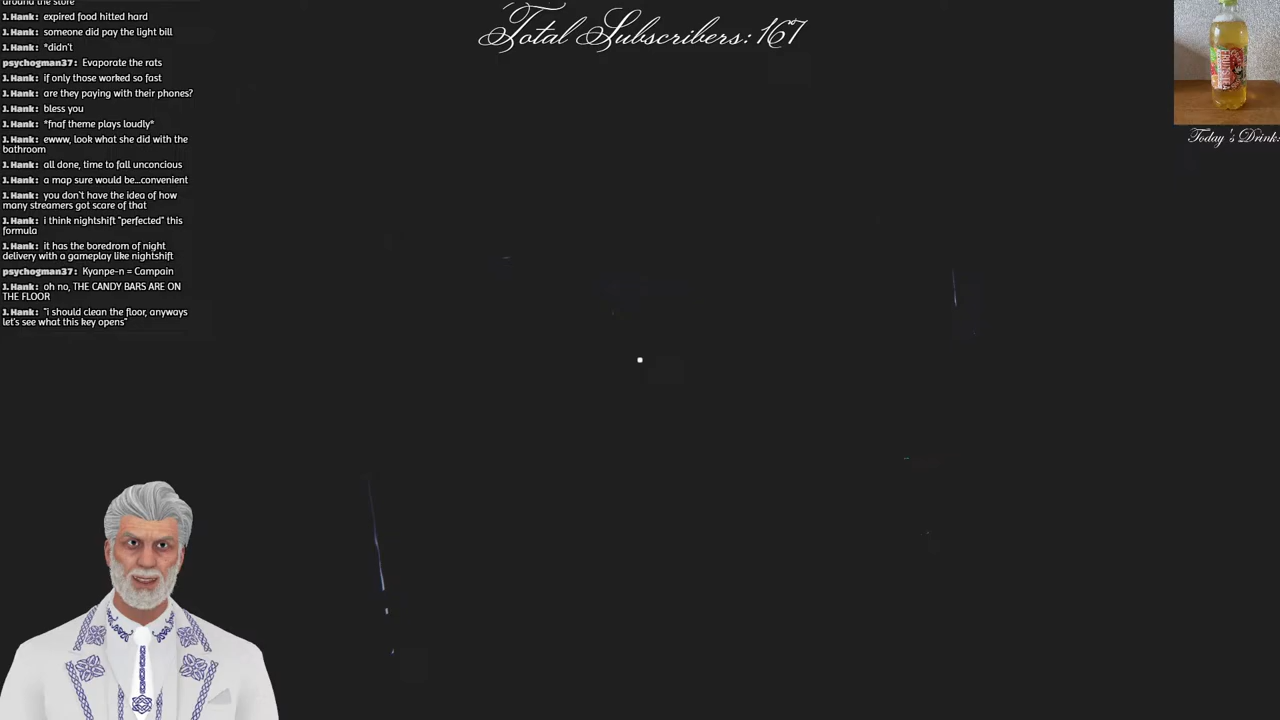 around the store
J. Hank: expired food hitted hard
J. Hank: someone did pay the light bill
J. Hank: *didn't
psychogman37: Evaporate the rats
J. Hank: if only those worked so fast
J. Hank: are they paying with their phones?
J. Hank: bless you
J. Hank: *fnaf theme plays loudly*
J. Hank: ewww, look what she did with the
bathroom
J. Hank: all done, time to fall unconcious
J. Hank: a map sure would be...convenient
J. Hank: you don't have the idea of how
many streamers got scare of that
J. Hank: i think nightshift "perfected" this
formula
J. Hank: it has the boredrom of night
delivery with a gameplay like nightshift
psychogman37: Kyanpe-n = Campain
J. Hank: oh no, THE CANDY BARS ARE ON
THE FLOOR
J. Hank: "i should clean the floor, anyways
let's see what this key opens"
Total Subscribers: 167
FRUITS TEA
Today's Drink: